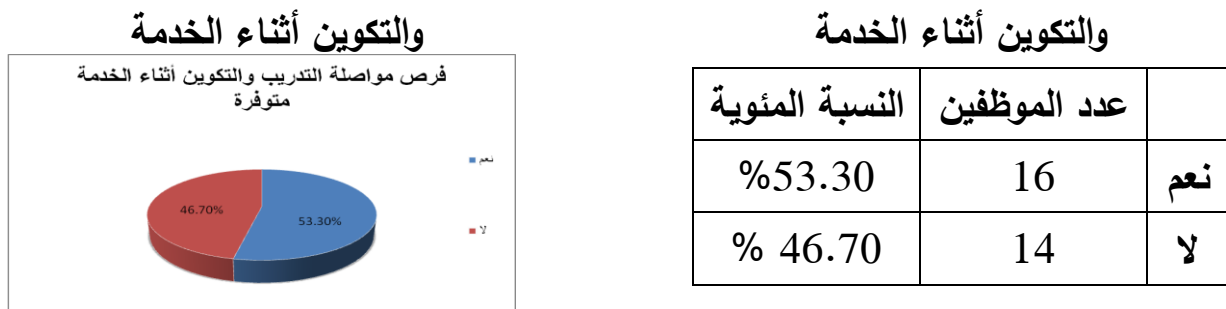 والتكوين أثناء الخدمة
عدد الموظفين النسبة المئوية
نعم 16 53.30%
لا 14 46.70 %
والتكوين أثناء الخدمة
فرص مواصلة التدريب والتكوين أثناء الخدمة
متوفرة
نعم
لا
46.70%
53.30%